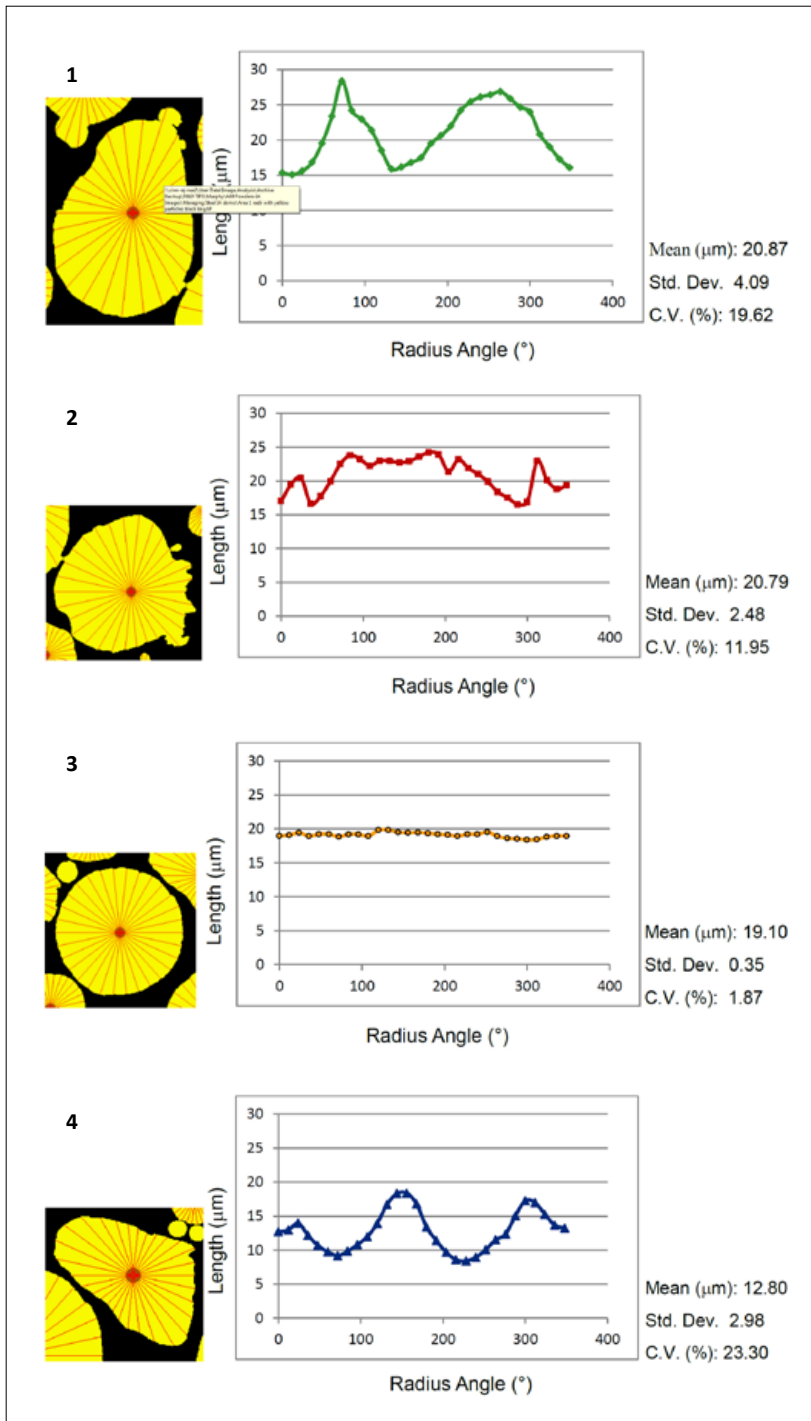 1
30
25
20
15
10
5
0
0 100 200 300 400
Length (μm)
Radius Angle (°)
Mean (μm): 20.87
Std. Dev. 4.09
C.V. (%): 19.62
2
30
25
20
15
10
5
0
0 100 200 300 400
Length (μm)
Radius Angle (°)
Mean (μm): 20.79
Std. Dev. 2.48
C.V. (%): 11.95
3
30
25
20
15
10
5
0
0 100 200 300 400
Length (μm)
Radius Angle (°)
Mean (μm): 19.10
Std. Dev. 0.35
C.V. (%): 1.87
4
30
25
20
15
10
5
0
0 100 200 300 400
Length (μm)
Radius Angle (°)
Mean (μm): 12.80
Std. Dev. 2.98
C.V. (%): 23.30